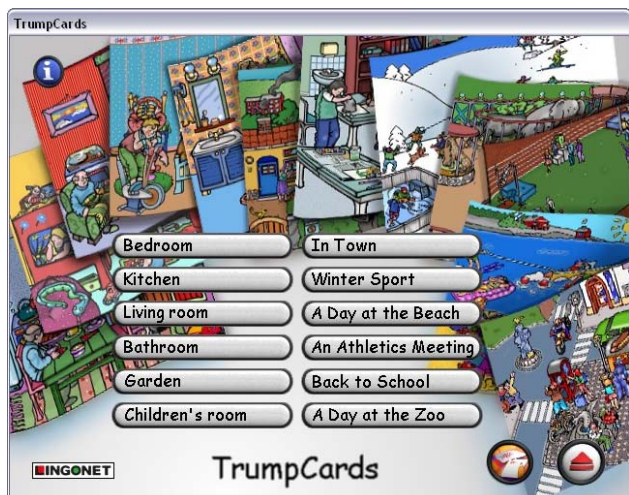 TrumpCards
i
Bedroom
In Town
Kitchen
Winter Sport
Living room
A Day at the Beach
Bathroom
An Athletics Meeting
Garden
Back to School
Children's room
A Day at the Zoo
LINGONET
TrumpCards